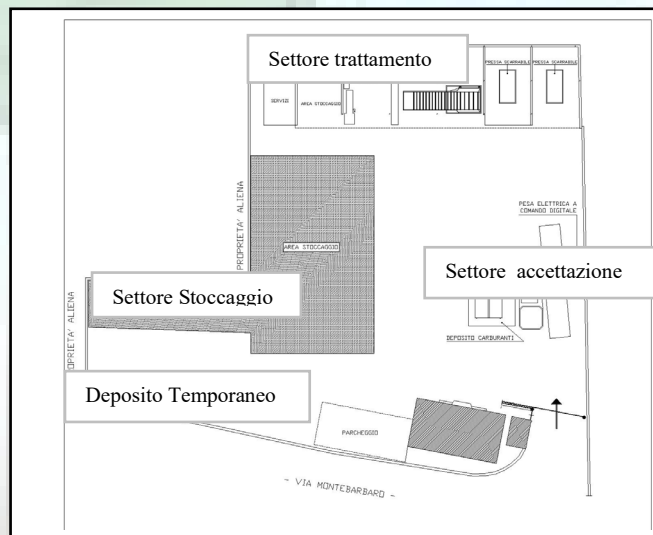 Settore trattamento
PRESSA SCARRABILE
PRESSA SCARRABILE
SERVIZI
AREA STOCCAGGIO
PROPRIETA' ALIENA
PESA ELETTRICA A
COMANDO DIGITALE
AREA STOCCAGGIO
Settore accettazione
Settore Stoccaggio
PROPRIETA' ALIENA
DEPOSITO CARBURANTI
Deposito Temporaneo
PARCHEGGIO
- VIA MONTEBARBARO -